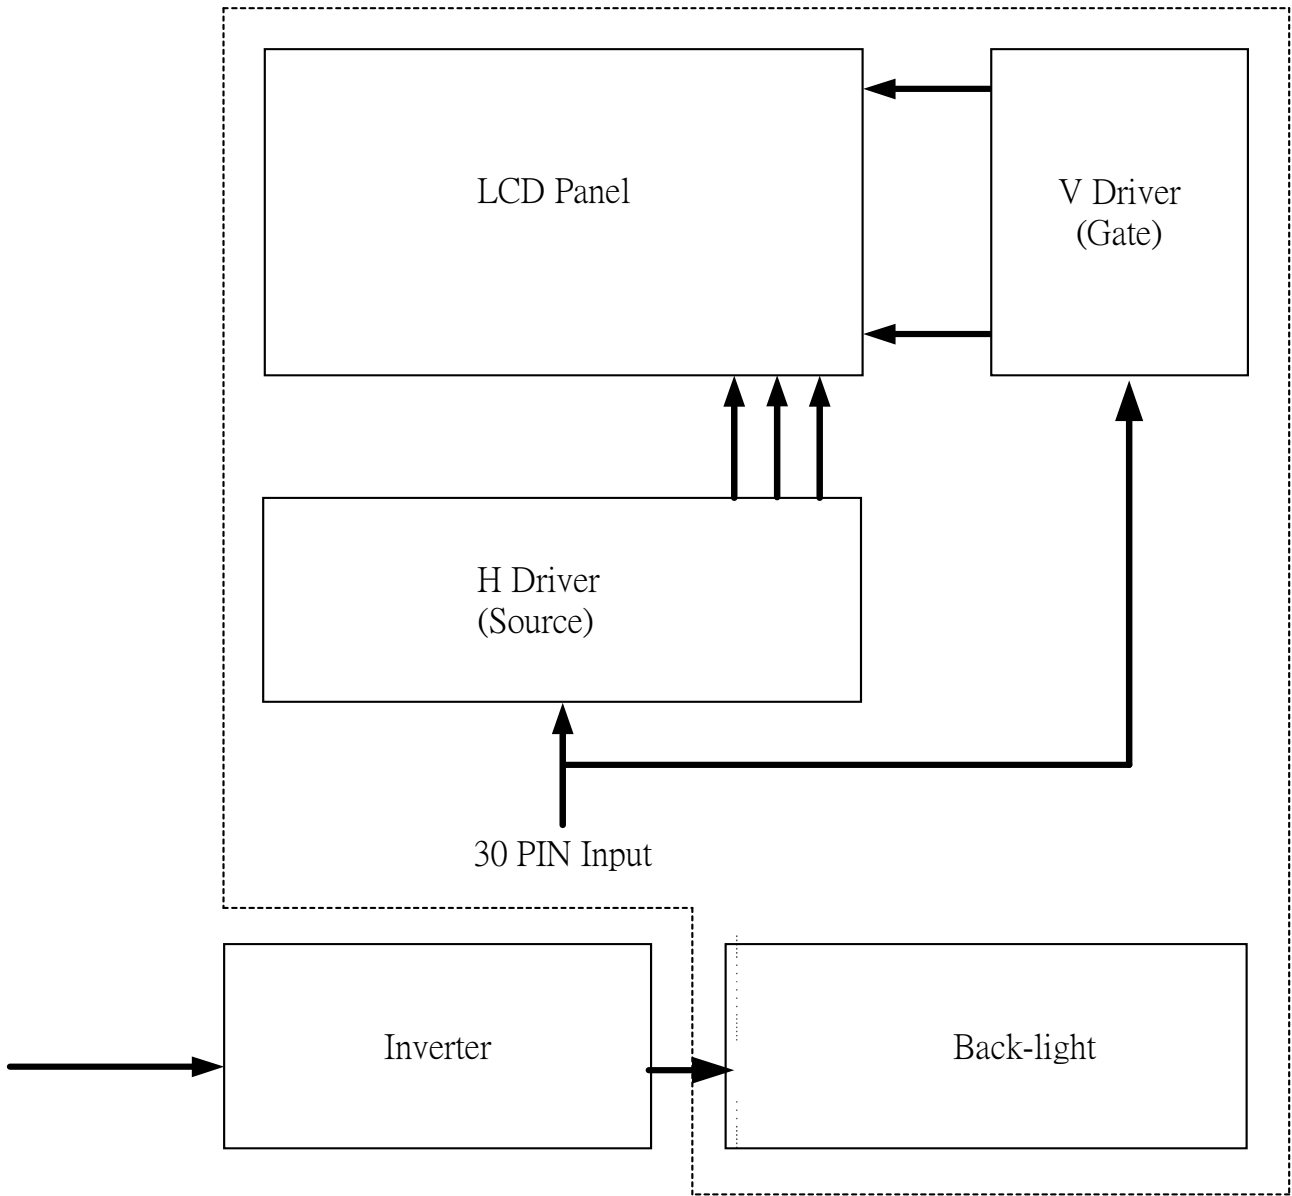 LCD Panel
V Driver
(Gate)
H Driver
(Source)
30 PIN Input
Inverter
Back-light